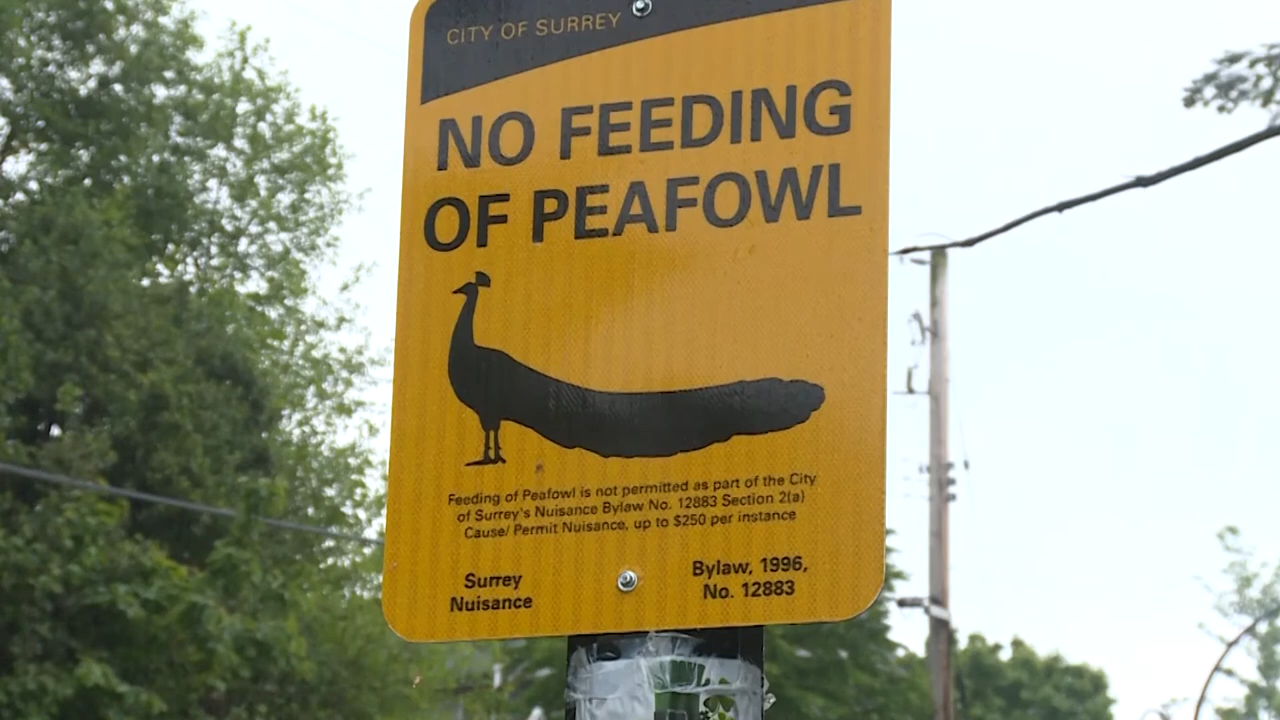 CITY OF SURREY
NO FEEDING
OF PEAFOWL
Feeding of Peafowl is not permitted as part of the City
of Surrey's Nuisance Bylaw No. 12883 Section 2(a)
Cause/ Permit Nuisance, up to $250 per instance
Surrey
Nuisance
Bylaw, 1996,
No. 12883